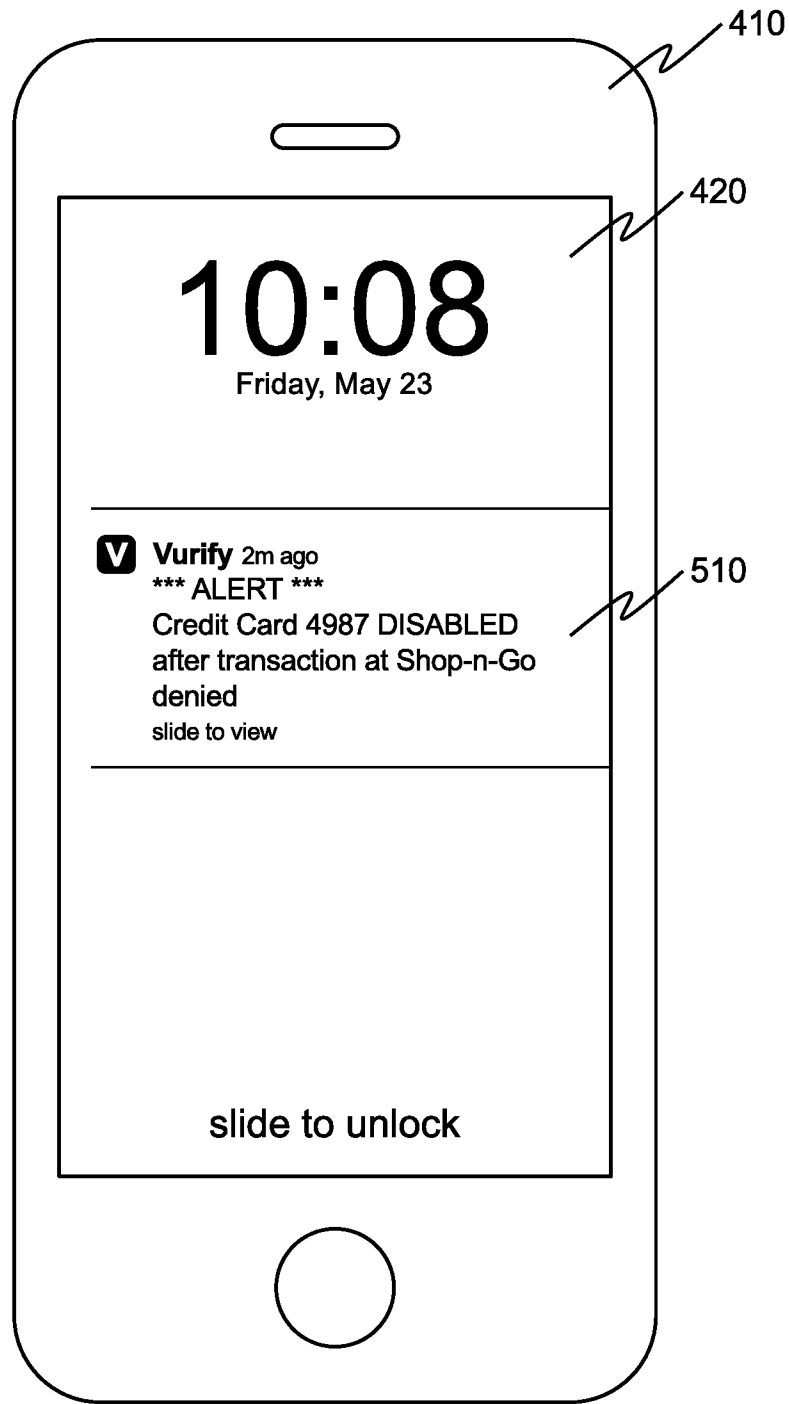 410
420
10:08
Friday, May 23
V Vurify 2m ago
*** ALERT ***
Credit Card 4987 DISABLED
after transaction at Shop-n-Go
denied
slide to view
510
slide to unlock